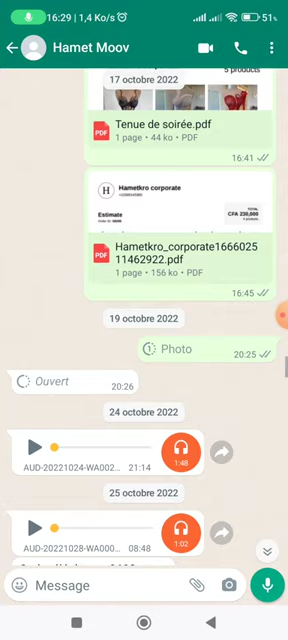 16:29 | 1,4 Ko/s
51%
Hamet Moov
5 products
17 octobre 2022
Tenue de soirée.pdf
PDF
1 page • 44 ko • PDF
16:41
H
Hametkro corporate
Estimate
TOTAL
CFA 230,000
Hametkro_corporate1666025
11462922.pdf
PDF
1 page • 156 ko • PDF
16:45
19 octobre 2022
1 Photo
20:25
Ouvert
20:26
24 octobre 2022
1:48
AUD-20221024-WA002... 21:14
25 octobre 2022
1:02
AUD-20221028-WA000... 08:48
Message